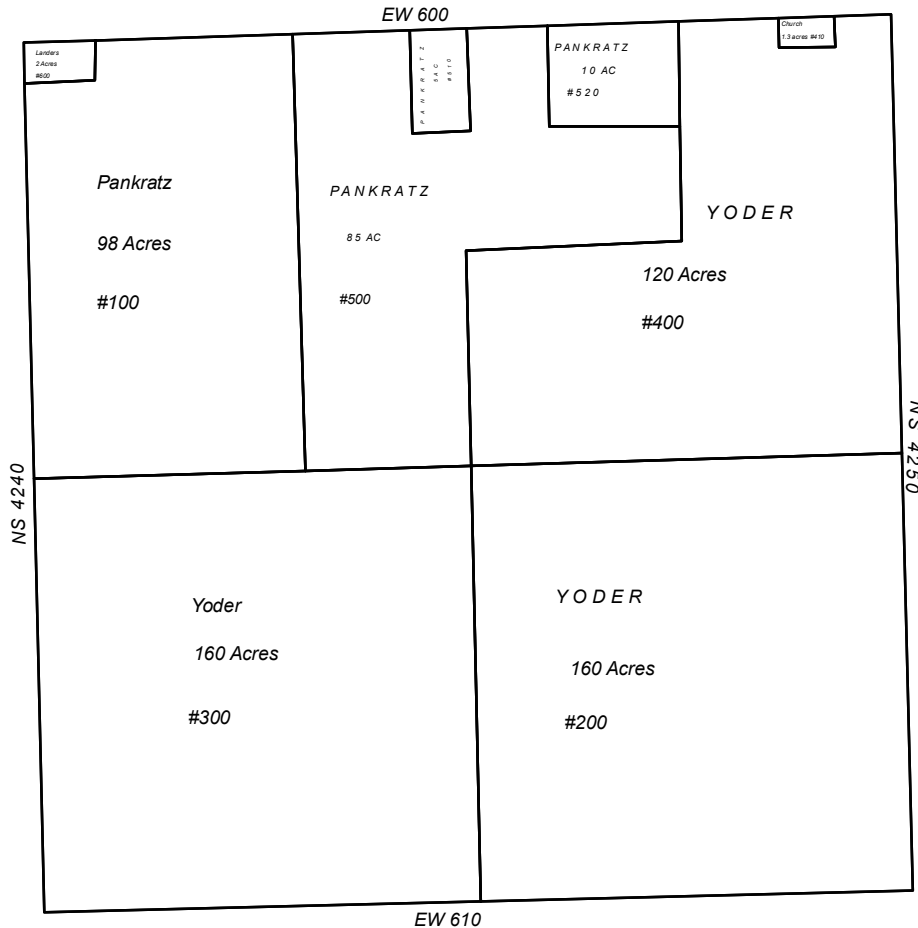 EW 600
Landers
2 Acres
#600
PANKRATZ
5 AC
#510
PANKRATZ
10 AC
#520
Church
1.3 acres #410
Pankratz
98 Acres
#100
PANKRATZ
85 AC
#500
YODER
120 Acres
#400
NS 4240
NS 4250
Yoder
160 Acres
#300
YODER
160 Acres
#200
EW 610